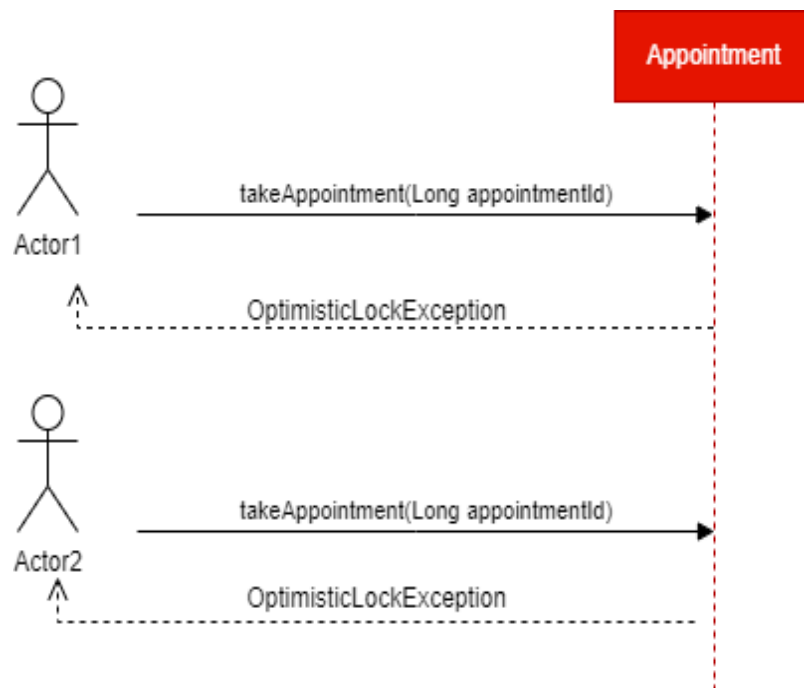 Appointment
takeAppointment(Long appointmentId)
Actor1
OptimisticLockException
takeAppointment(Long appointmentId)
Actor2
OptimisticLockException